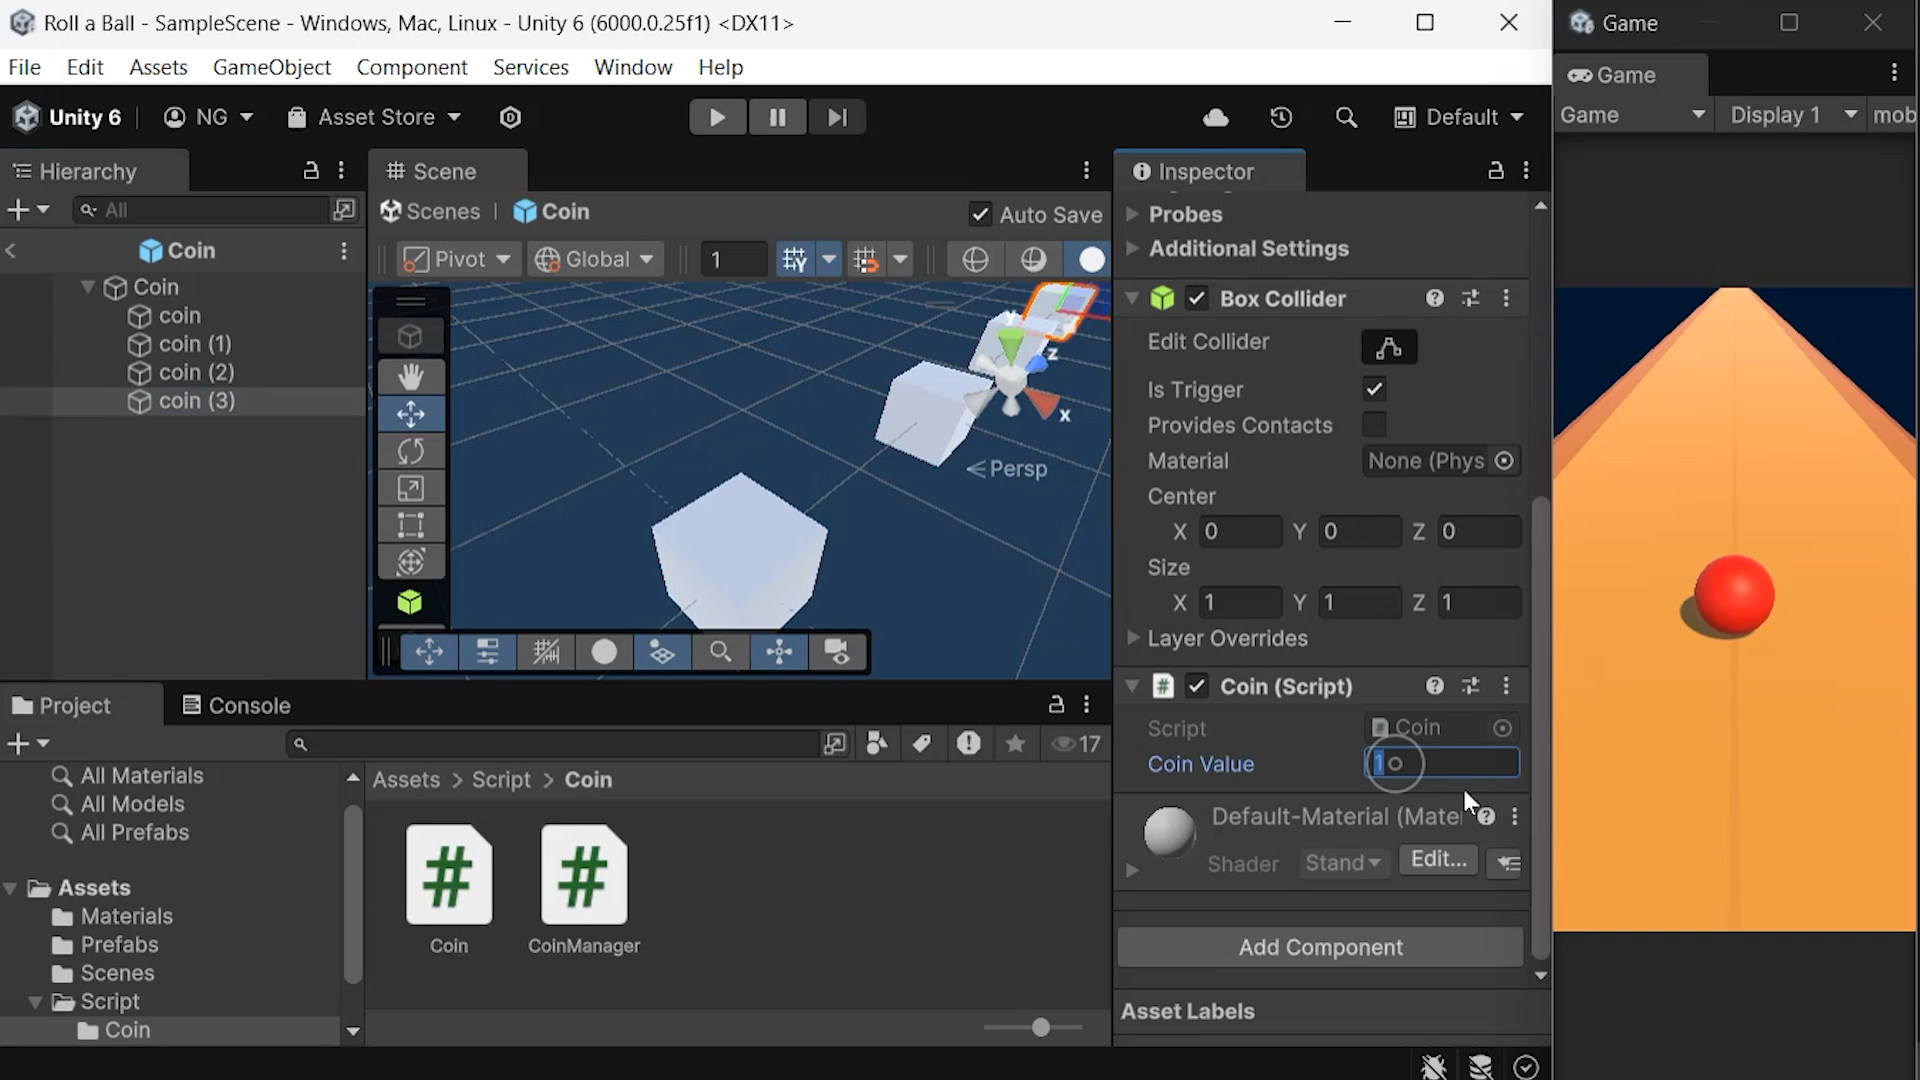 Roll a Ball - SampleScene - Windows, Mac, Linux - Unity 6 (6000.0.25f1) <DX11>
Game
File Edit Assets GameObject Component Services Window Help
Game
Unity 6 NG Asset Store Default
Game Display 1 mob
Hierarchy
Scene
Inspector
All
Scenes Coin Auto Save
Coin
Pivot Global 1
Coin
coin
coin (1)
coin (2)
coin (3)
y
z
x
Persp
Probes
Additional Settings
Box Collider
Edit Collider
Is Trigger
Provides Contacts
Material None (Phys
Center
X 0 Y 0 Z 0
Size
X 1 Y 1 Z 1
Layer Overrides
Coin (Script)
Script Coin
Coin Value 1
Default-Material (Mate
Shader Stand Edit...
Add Component
Asset Labels
Project Console
17
All Materials
All Models
All Prefabs
Assets
Materials
Prefabs
Scenes
Script
Coin
Assets > Script > Coin
#
Coin
#
CoinManager